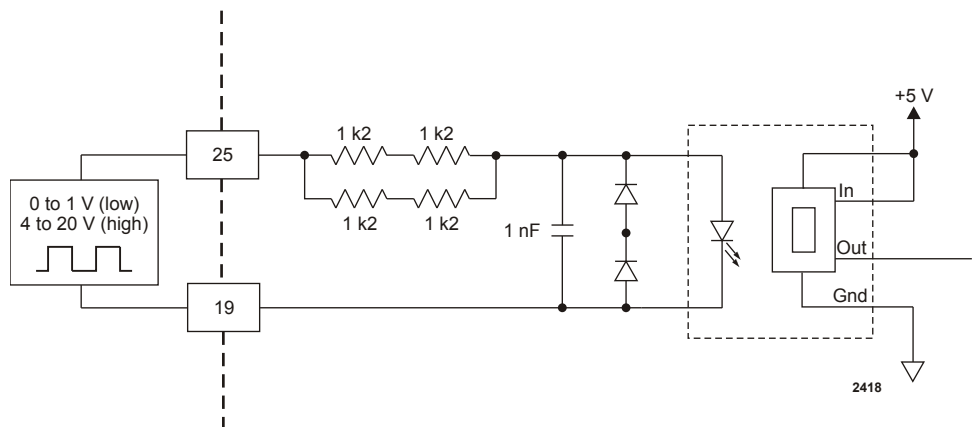 +5 V
1 k2
1 k2
25
In
0 to 1 V (low)
4 to 20 V (high)
1 k2
1 k2
1 nF
Out
Gnd
19
2418